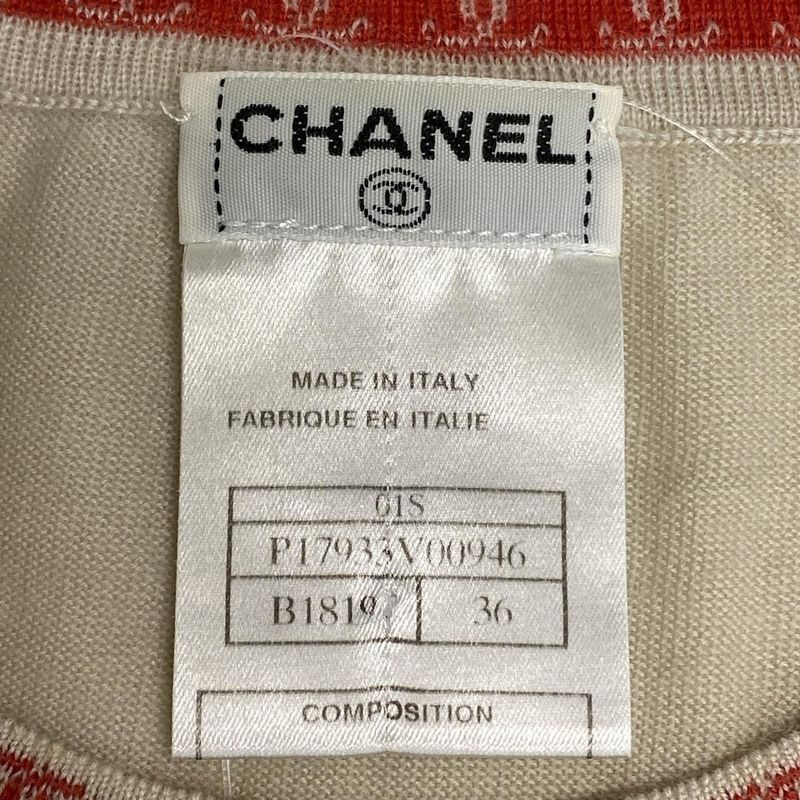 CHANEL
MADE IN ITALY
FABRIQUE EN ITALIE
01S
P17933V00946
36
COMPOSITION